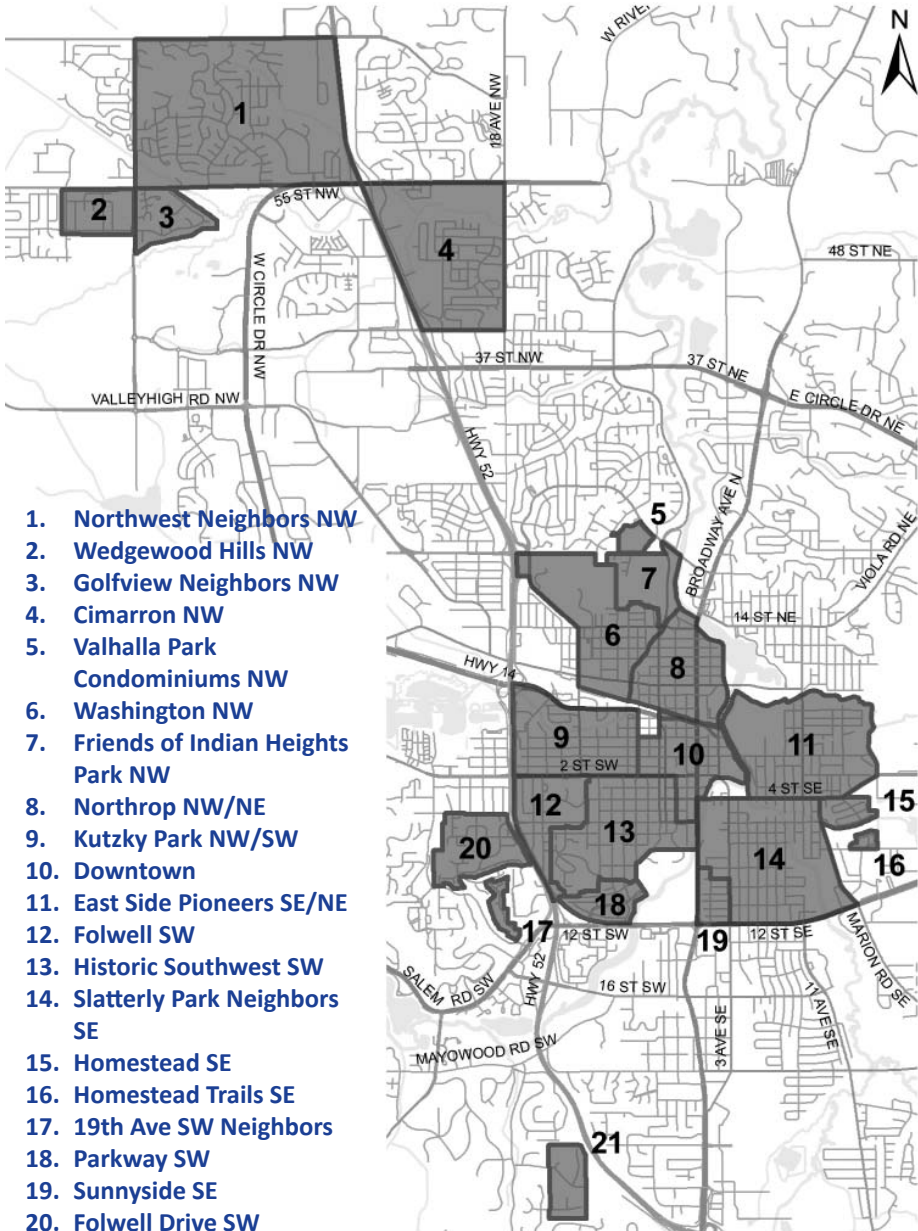 N
W RIVER
18 AVE NW
1
55 ST NW
2
3
4
W CIRCLE DR NW
48 ST NE
37 ST NW
37 ST NE
E CIRCLE DR NE
VALLEYHIGH RD NW
HWY 52
BROADWAY AVE N
VIOLA RD NE
5
7
14 ST NE
6
8
HWY 14
9
2 ST SW
10
11
4 ST SE
15
12
13
14
16
20
18
17
12 ST SW
19
12 ST SE
MARION RD SE
SALEM RD SW
HWY 52
16 ST SW
11 AVE SE
3 AVE SE
MAYOWOOD RD SW
21
1. Northwest Neighbors NW
2. Wedgewood Hills NW
3. Golfview Neighbors NW
4. Cimarron NW
5. Valhalla Park
Condominiums NW
6. Washington NW
7. Friends of Indian Heights
Park NW
8. Northrop NW/NE
9. Kutzky Park NW/SW
10. Downtown
11. East Side Pioneers SE/NE
12. Folwell SW
13. Historic Southwest SW
14. Slatterly Park Neighbors
SE
15. Homestead SE
16. Homestead Trails SE
17. 19th Ave SW Neighbors
18. Parkway SW
19. Sunnyside SE
20. Folwell Drive SW